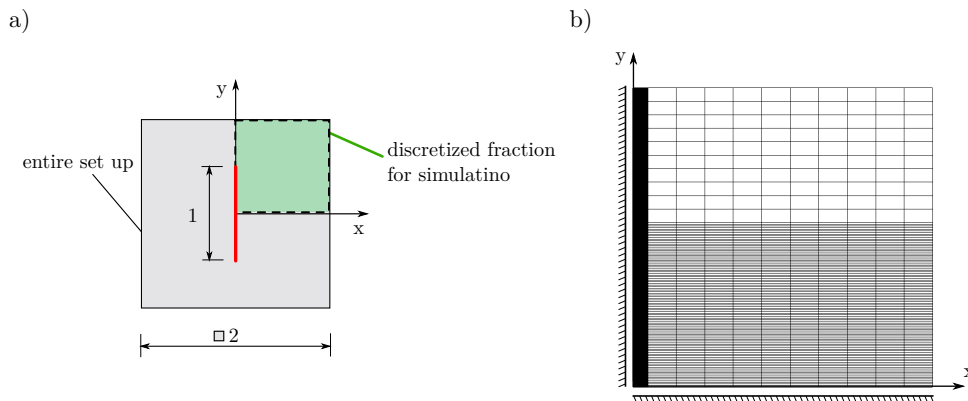 a)
y
entire set up
discretized fraction
for simulatino
1
x
□ 2
b)
y
x